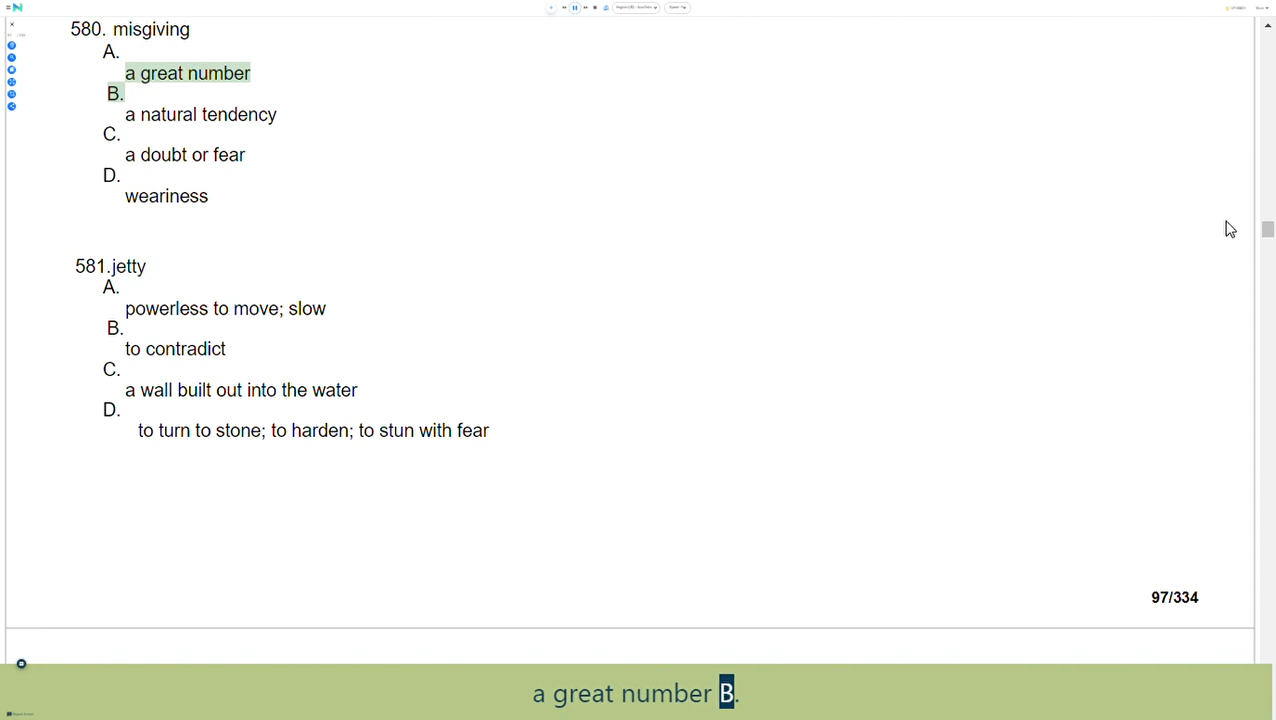 580. misgiving
A.
a great number
B.
a natural tendency
C.
a doubt or fear
D.
weariness
581.jetty
A.
powerless to move; slow
B.
to contradict
C.
a wall built out into the water
D.
to turn to stone; to harden; to stun with fear
97/334
a great number B.